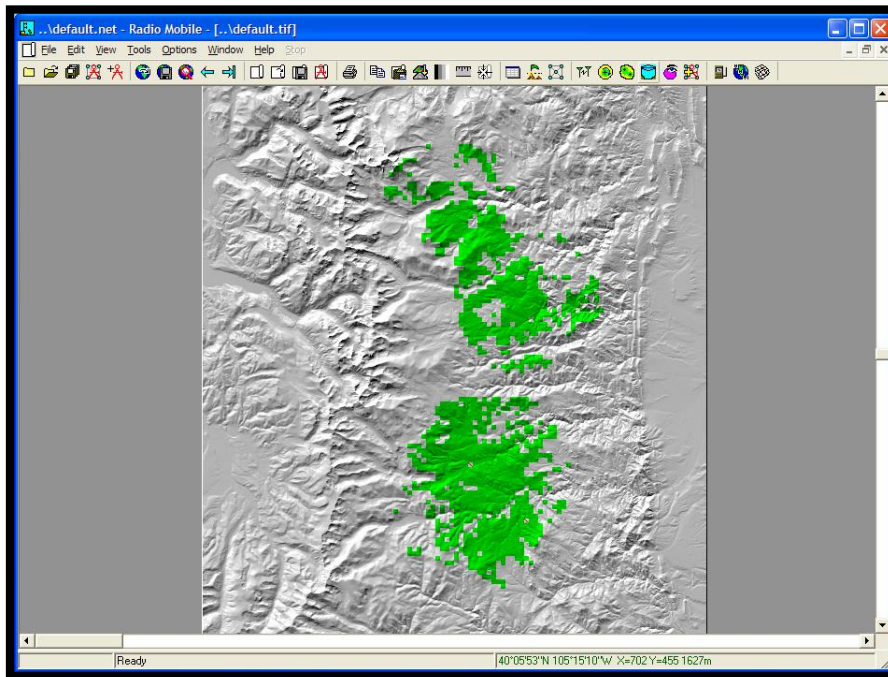 ..\default.net - Radio Mobile - [..\default.tif]
File Edit View Tools Options Window Help Stop
Ready
40°05'53"N 105°15'10"W X=702 Y=455 1627m